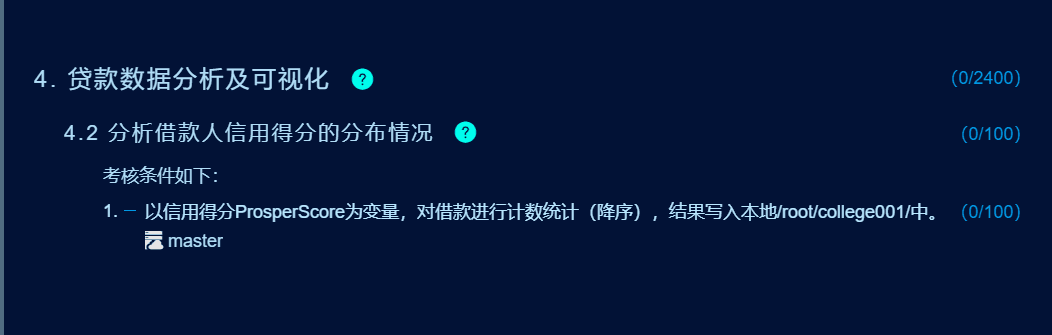 4. 贷款数据分析及可视化 ? (0/2400)
4.2 分析借款人信用得分的分布情况 ? (0/100)
考核条件如下：
1. 以信用得分ProsperScore为变量，对借款进行计数统计（降序），结果写入本地/root/college001/中。 (0/100)
master